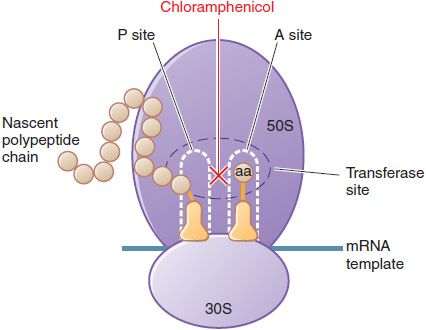 Chloramphenicol
P site
A site
Nascent
polypeptide
chain
50S
aa
Transferase
site
mRNA
template
30S